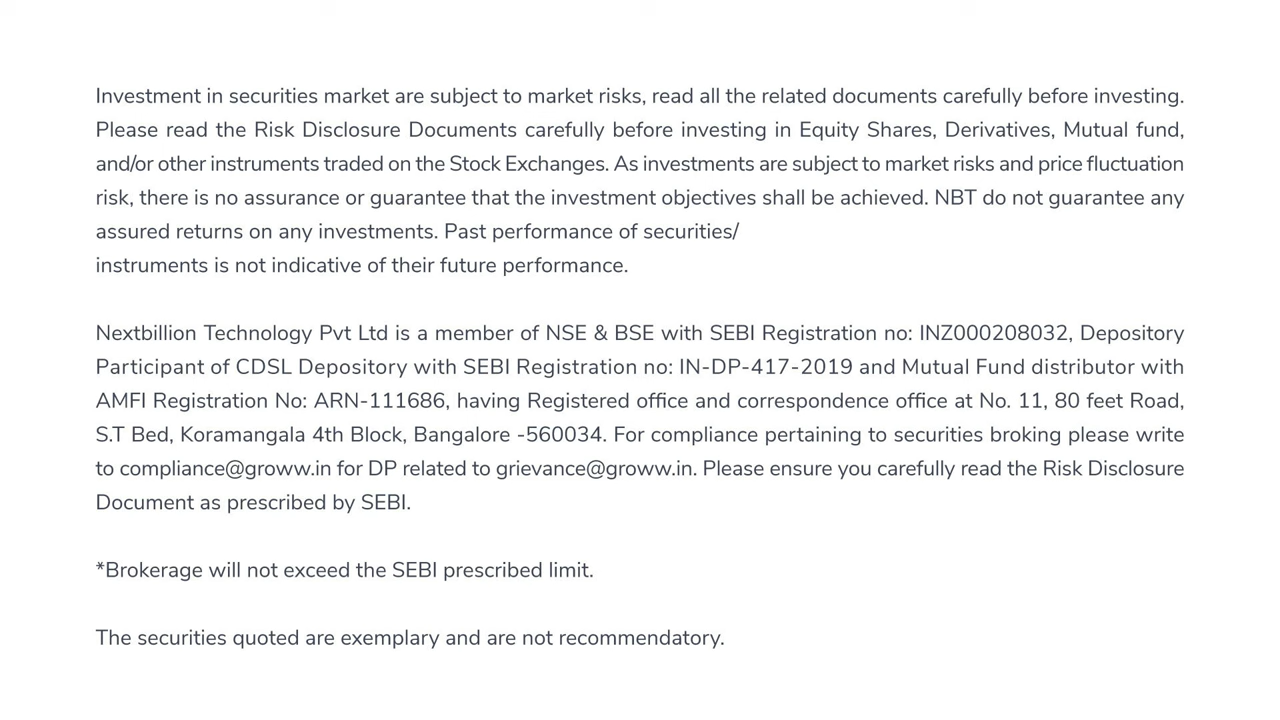 Investment in securities market are subject to market risks, read all the related documents carefully before investing.
Please read the Risk Disclosure Documents carefully before investing in Equity Shares, Derivatives, Mutual fund,
and/or other instruments traded on the Stock Exchanges. As investments are subject to market risks and price fluctuation
risk, there is no assurance or guarantee that the investment objectives shall be achieved. NBT do not guarantee any
assured returns on any investments. Past performance of securities/
instruments is not indicative of their future performance.
Nextbillion Technology Pvt Ltd is a member of NSE & BSE with SEBI Registration no: INZ000208032, Depository
Participant of CDSL Depository with SEBI Registration no: IN-DP-417-2019 and Mutual Fund distributor with
AMFI Registration No: ARN-111686, having Registered office and correspondence office at No. 11, 80 feet Road,
S.T Bed, Koramangala 4th Block, Bangalore -560034. For compliance pertaining to securities broking please write
to compliance@groww.in for DP related to grievance@groww.in. Please ensure you carefully read the Risk Disclosure
Document as prescribed by SEBI.
*Brokerage will not exceed the SEBI prescribed limit.
The securities quoted are exemplary and are not recommendatory.